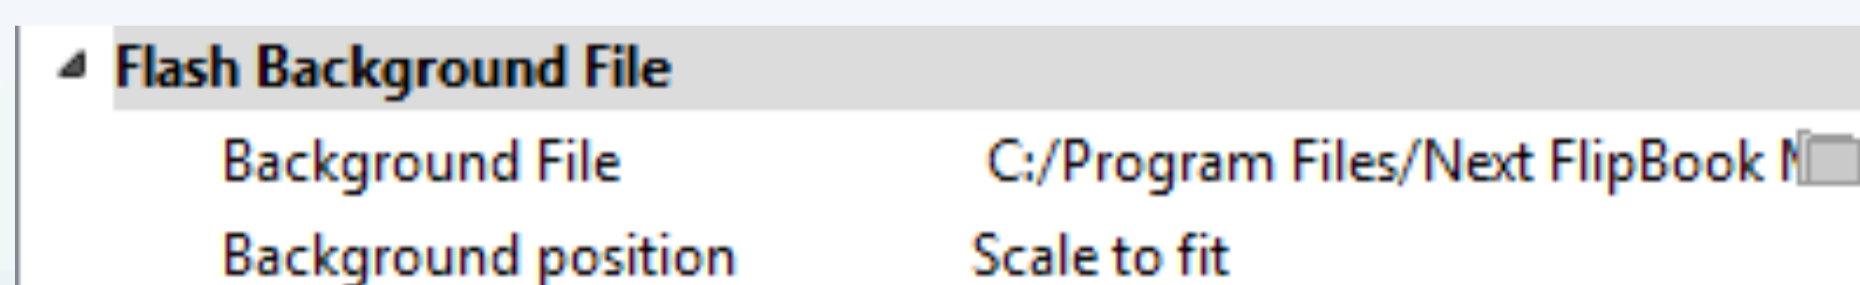 Flash Background File
Background File C:/Program Files/Next FlipBook
Background position Scale to fit